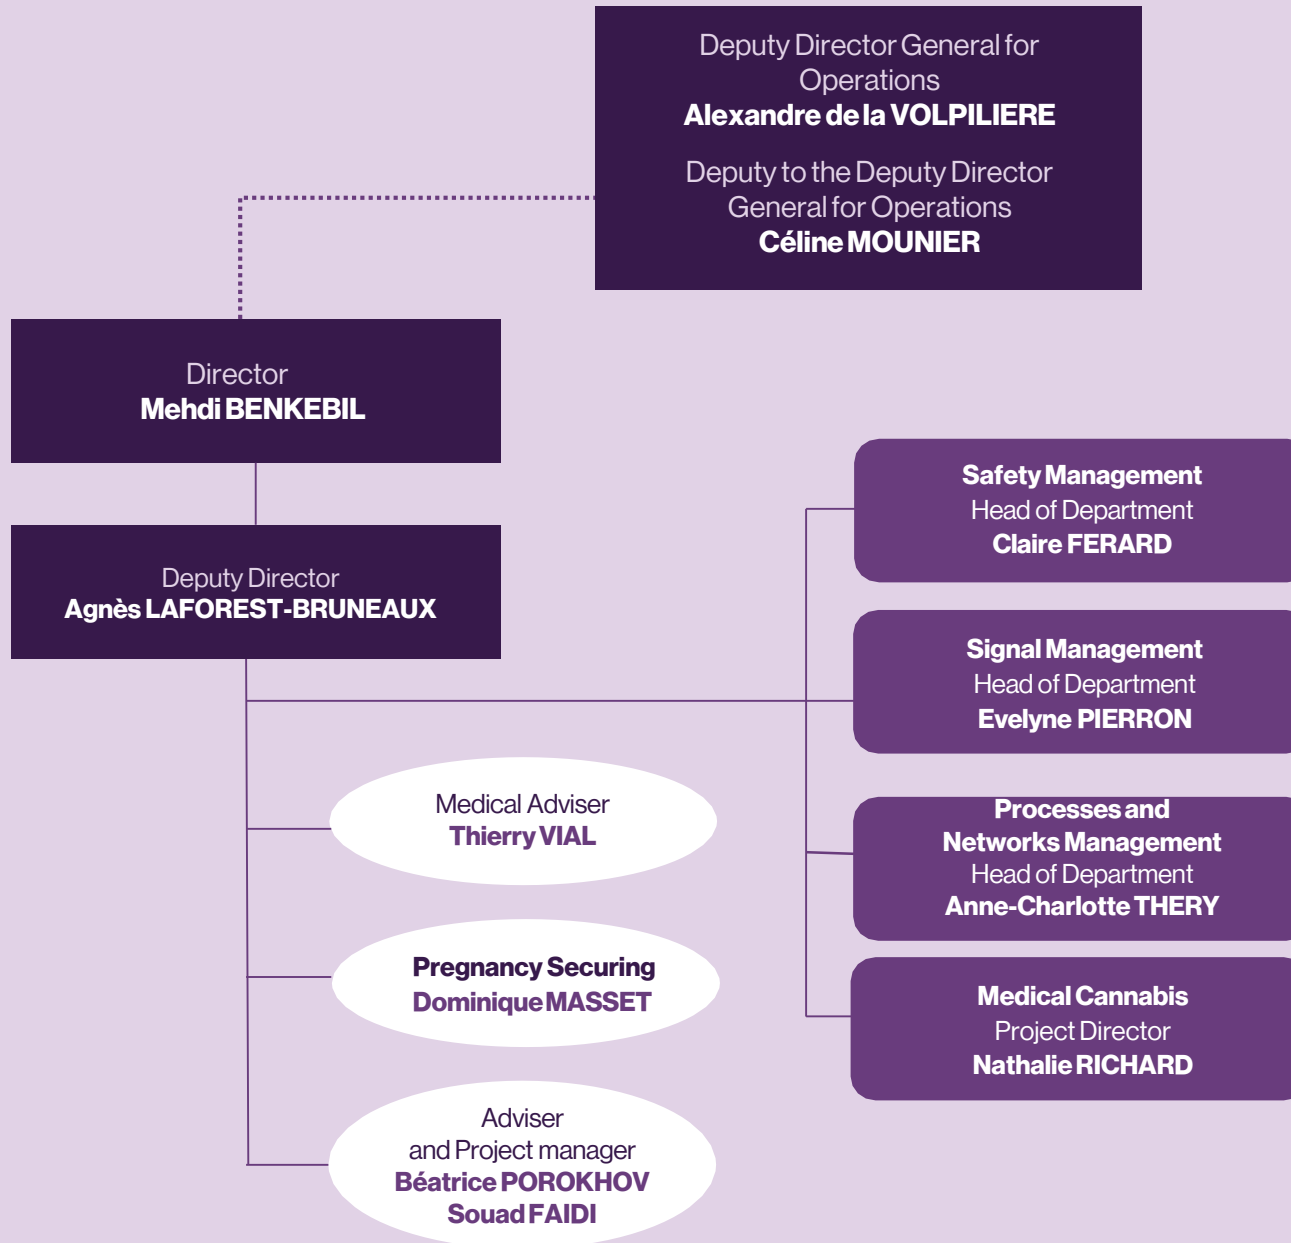 Deputy Director General for
Operations
Alexandre de la VOLPILIERE
Deputy to the Deputy Director
General for Operations
Céline MOUNIER
Director
Mehdi BENKEBIL
Deputy Director
Agnès LAFOREST-BRUNEAUX
Safety Management
Head of Department
Claire FERARD
Signal Management
Head of Department
Evelyne PIERRON
Processes and
Networks Management
Head of Department
Anne-Charlotte THERY
Medical Cannabis
Project Director
Nathalie RICHARD
Medical Adviser
Thierry VIAL
Pregnancy Securing
Dominique MASSET
Adviser
and Project manager
Béatrice POROKHOV
Souad FAIDI